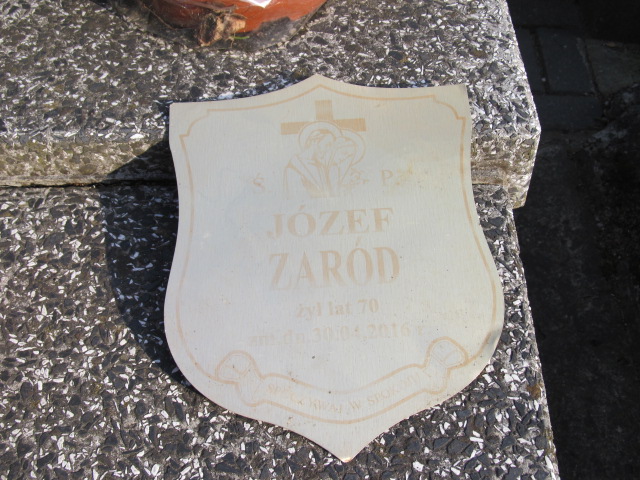 Ś P
JÓZEF
ZARÓD
żył lat 70
zm. dn. 30.04.2016
W